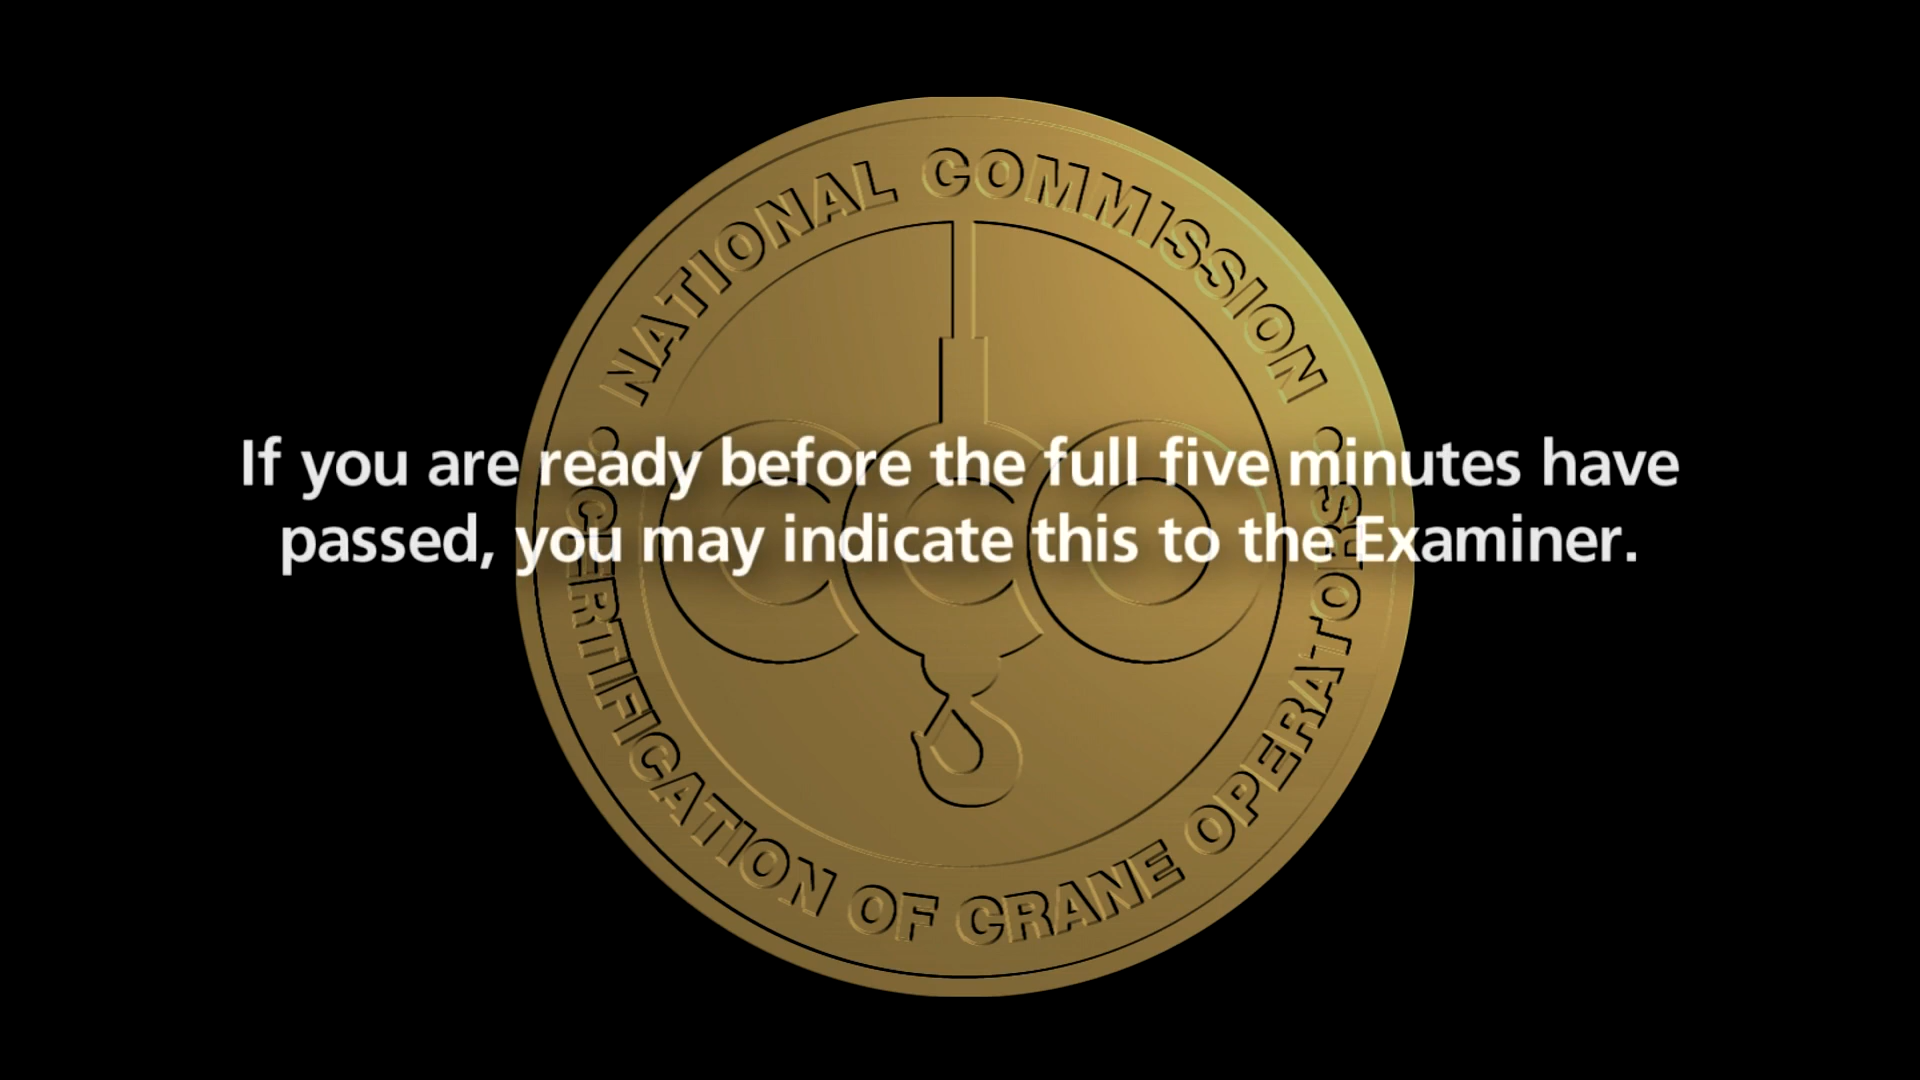 NATIONAL COMMISSION
If you are ready before the full five minutes have
passed, you may indicate this to the Examiner.
CCO
CERTIFICATION OF CRANE OPERATORS